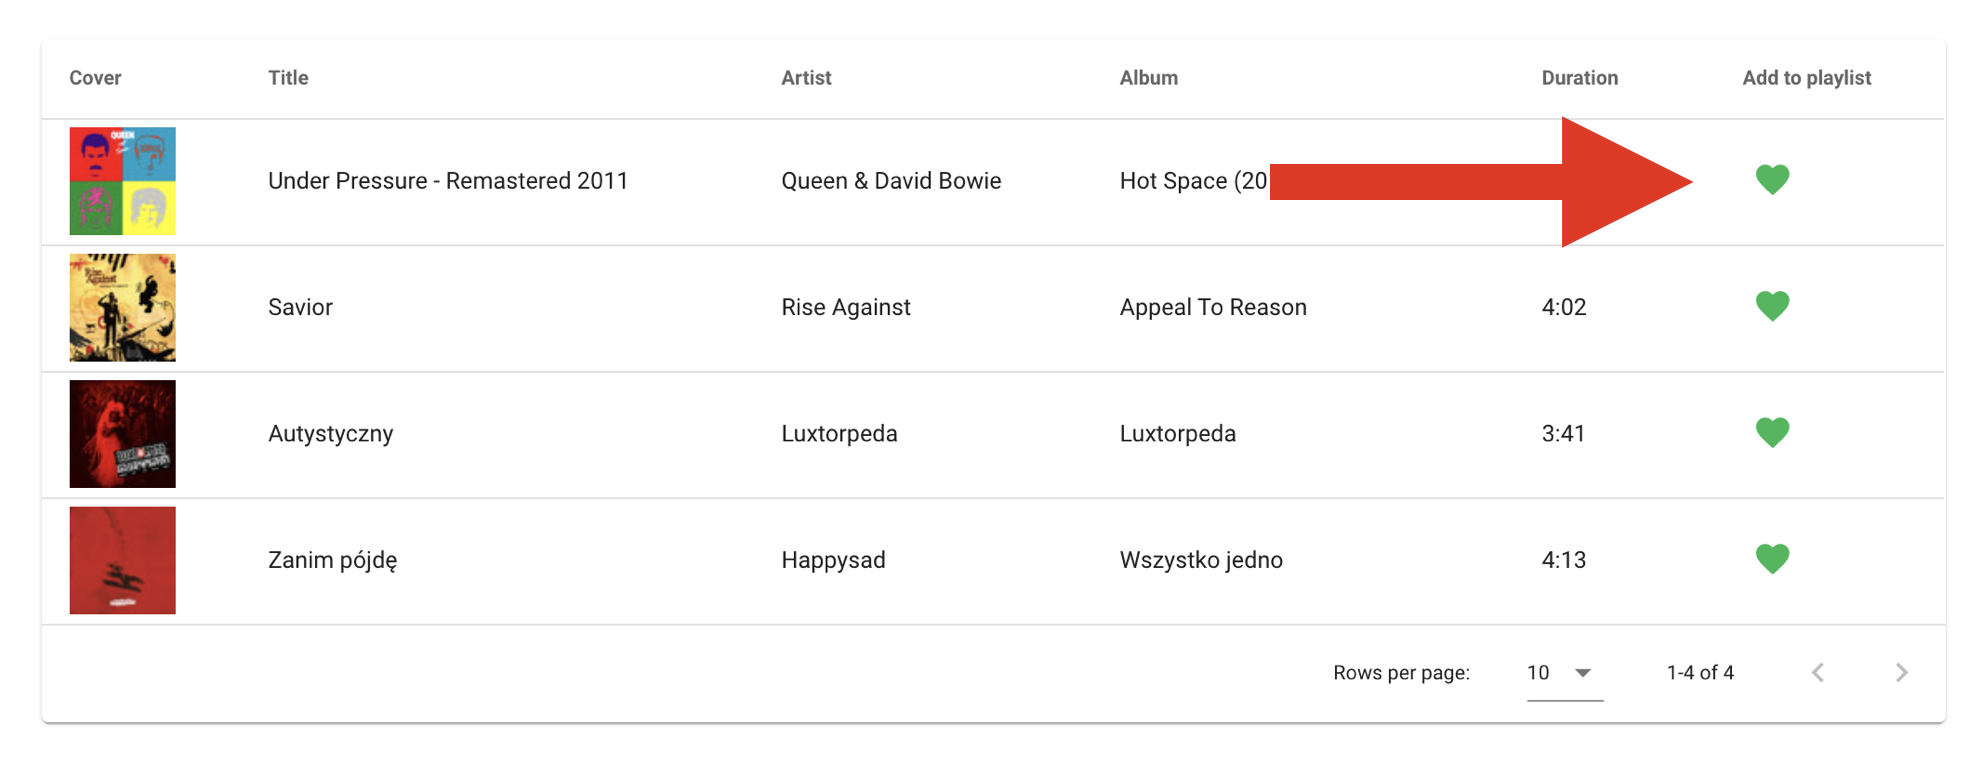 Cover Title Artist Album Duration Add to playlist
QUEEN
Under Pressure - Remastered 2011 Queen & David Bowie Hot Space (20
Rise Against
Savior Rise Against Appeal To Reason 4:02
Autystyczny Luxtorpeda Luxtorpeda 3:41
Zanim pójdę Happysad Wszystko jedno 4:13
Rows per page: 10 1-4 of 4